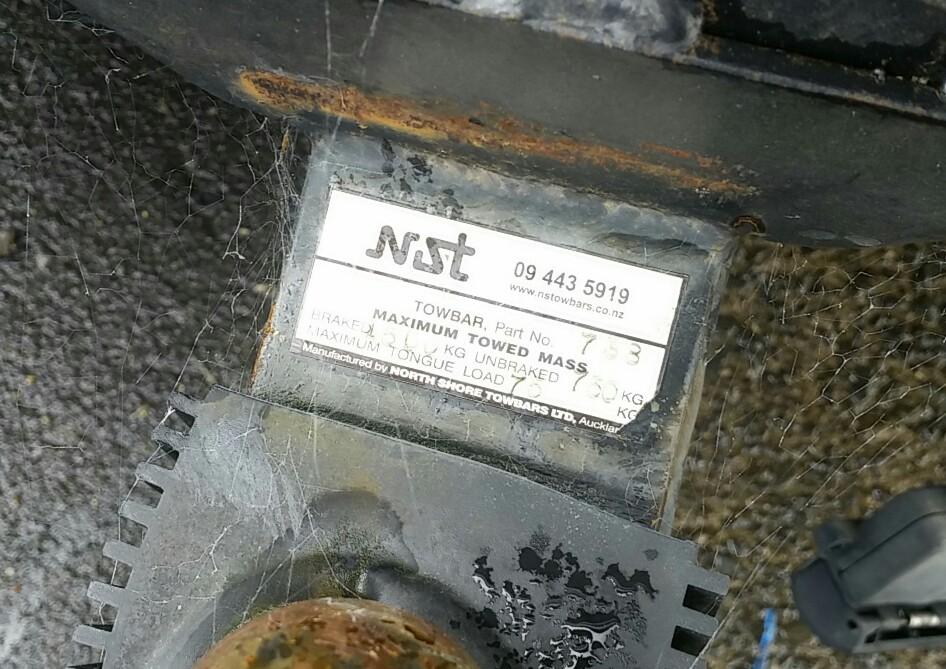 NSt
09 443 5919
www.nstowbars.co.nz
TOWBAR, Part No.
MAXIMUM TOWED MASS
BRAKED KG UNBRAKED KG
MAXIMUM TONGUE LOAD KG
Manufactured by NORTH SHORE TOWBARS LTD, Aucklan